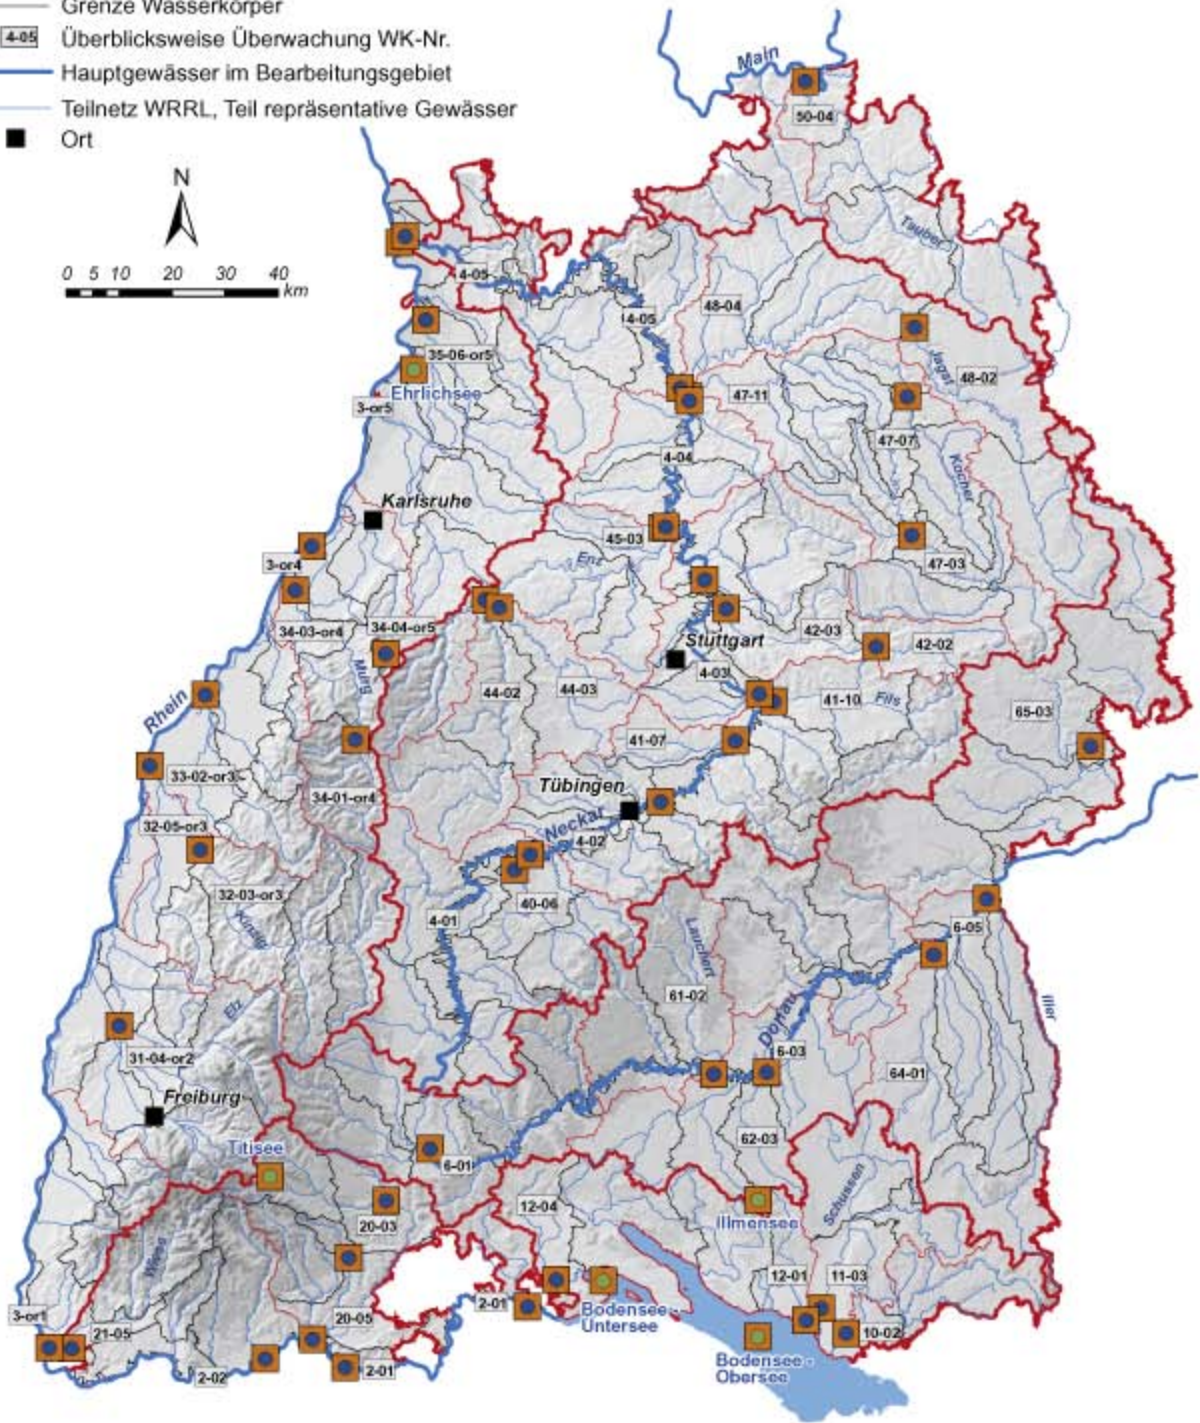 Grenze Wasserkörper
4-05 Überblicksweise Überwachung WK-Nr.
Hauptgewässer im Bearbeitungsgebiet
Teilnetz WRRL, Teil repräsentative Gewässer
Ort
N
0 5 10 20 30 40
km
Main
50-04
Tauber
4-05
4-05
48-04
35-06-or5
Ehrlichsee
3-or5
Jagst
48-02
47-11
47-07
Kocher
4-04
Karlsruhe
45-03
Enz
47-03
3-or4
34-03-or4
34-04-or5
Murg
Stuttgart
42-03
42-02
4-03
44-02
44-03
41-10
Fils
65-03
Rhein
41-07
33-02-or3
34-01-or4
Tübingen
32-05-or3
Neckar
4-02
32-03-or3
Kinzig
4-01
40-06
Lauchert
6-05
61-02
Donau
Iller
Elz
31-04-or2
6-03
64-01
Freiburg
62-03
Titisee
6-01
Schussen
20-03
12-04
Illmensee
Wiese
12-01
11-03
3-or1
21-05
20-05
2-01
Bodensee -
Untersee
10-02
2-02
2-01
Bodensee -
Obersee